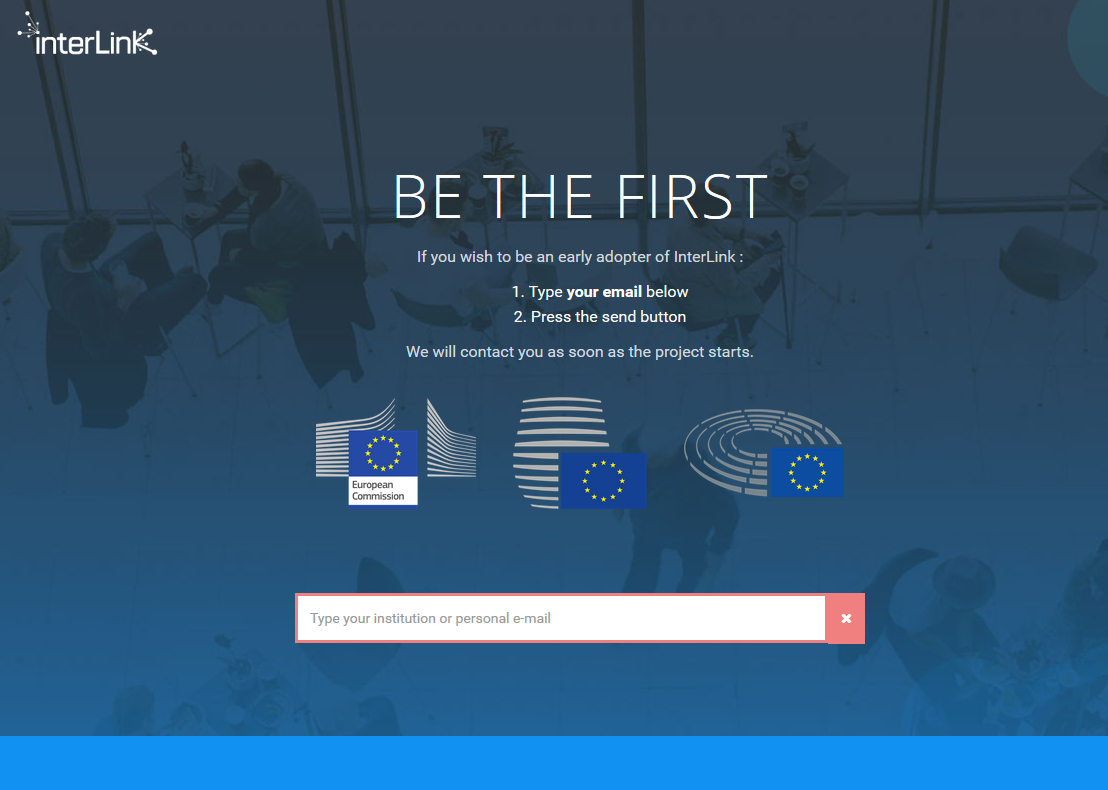 interLink
BE THE FIRST
If you wish to be an early adopter of InterLink :
1. Type your email below
2. Press the send button
We will contact you as soon as the project starts.
European
Commission
Type your institution or personal e-mail